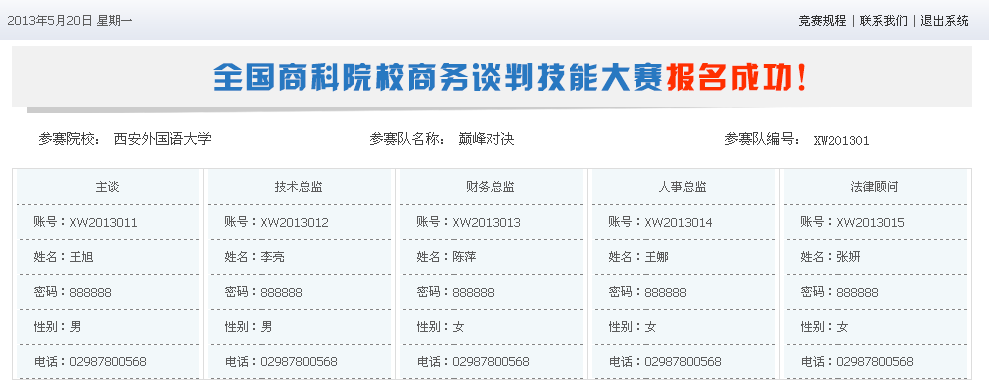 2013年5月20日 星期一 竞赛规程 | 联系我们 | 退出系统
全国商科院校商务谈判技能大赛报名成功!
参赛院校: 西安外国语大学 参赛队名称: 巅峰对决 参赛队编号: XW201301
主谈 技术总监 财务总监 人事总监 法律顾问
账号:XW2013011 账号:XW2013012 账号:XW2013013 账号:XW2013014 账号:XW2013015
姓名:王旭 姓名:李亮 姓名:陈萍 姓名:王娜 姓名:张妍
密码:888888 密码:888888 密码:888888 密码:888888 密码:888888
性别:男 性别:男 性别:女 性别:女 性别:女
电话:02987800568 电话:02987800568 电话:02987800568 电话:02987800568 电话:02987800568